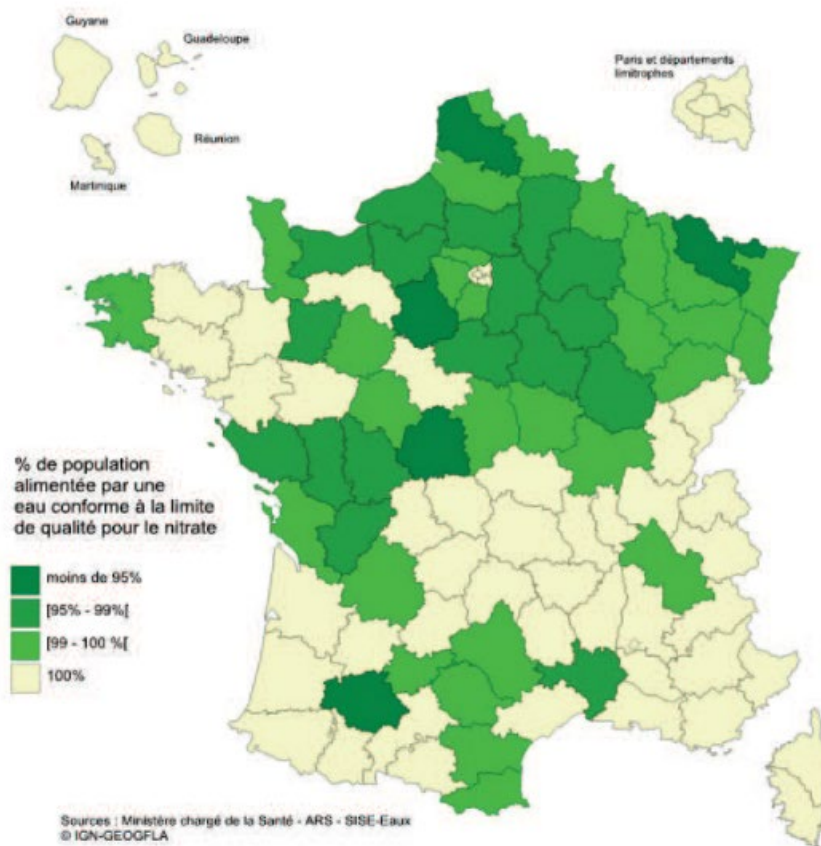 Guyane
Guadeloupe
Paris et départements
limitrophes
Réunion
Martinique
% de population
alimentée par une
eau conforme à la limite
de qualité pour le nitrate
moins de 95%
[95% - 99%[
[99 - 100 %[
100%
Sources : Ministère chargé de la Santé - ARS - SISE-Eaux
© IGN-GEOGFLA